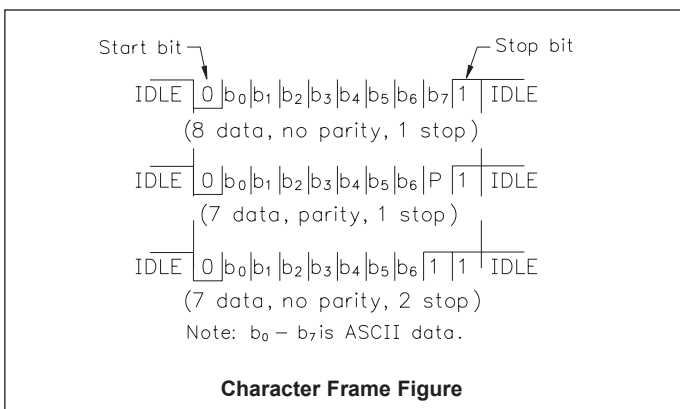 Start bit Stop bit
IDLE 0 b₀ b₁ b₂ b₃ b₄ b₅ b₆ b₇ 1 IDLE
(8 data, no parity, 1 stop)
IDLE 0 b₀ b₁ b₂ b₃ b₄ b₅ b₆ P 1 IDLE
(7 data, parity, 1 stop)
IDLE 0 b₀ b₁ b₂ b₃ b₄ b₅ b₆ 1 1 IDLE
(7 data, no parity, 2 stop)
Note: b₀ – b₇ is ASCII data.
Character Frame Figure